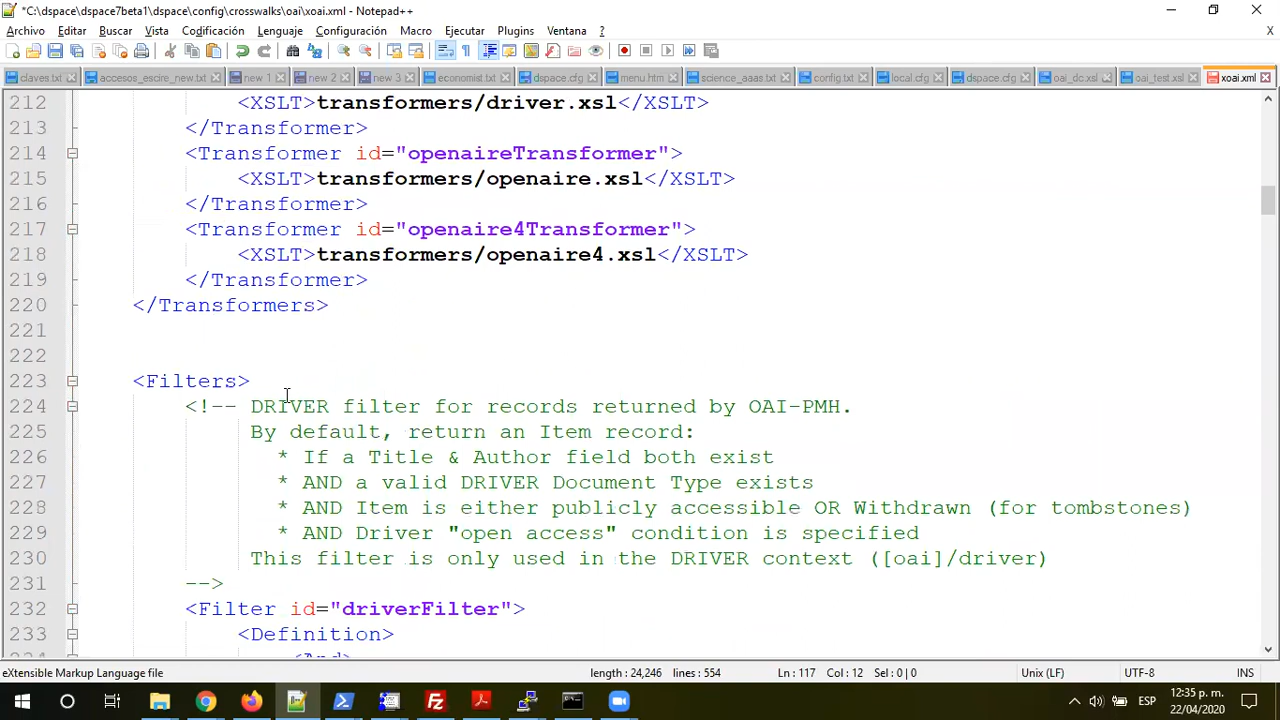 *C:\dspace\dspace7beta1\dspace\config\crosswalks\oai\xoai.xml - Notepad++
Archivo Editar Buscar Vista Codificación Lenguaje Configuración Macro Ejecutar Plugins Ventana ? X
claves.txt accesos_escire_new.txt new 1 new 2 new 3 economist.txt dspace.cfg menu.htm science_aaas.txt config.txt local.cfg dspace.cfg oai_dc.xsl oai_test.xsl xoai.xml
212 <XSLT>transformers/driver.xsl</XSLT>
213 </Transformer>
214 <Transformer id="openaireTransformer">
215 <XSLT>transformers/openaire.xsl</XSLT>
216 </Transformer>
217 <Transformer id="openaire4Transformer">
218 <XSLT>transformers/openaire4.xsl</XSLT>
219 </Transformer>
220 </Transformers>
221
222
223 <Filters>
224 <!-- DRIVER filter for records returned by OAI-PMH.
225 By default, return an Item record:
226 * If a Title & Author field both exist
227 * AND a valid DRIVER Document Type exists
228 * AND Item is either publicly accessible OR Withdrawn (for tombstones)
229 * AND Driver "open access" condition is specified
230 This filter is only used in the DRIVER context ([oai]/driver)
231 -->
232 <Filter id="driverFilter">
233 <Definition>
<And>
eXtensible Markup Language file length : 24,246 lines : 554 Ln : 117 Col : 12 Sel : 0 | 0 Unix (LF) UTF-8 INS
ESP 12:35 p. m.
22/04/2020